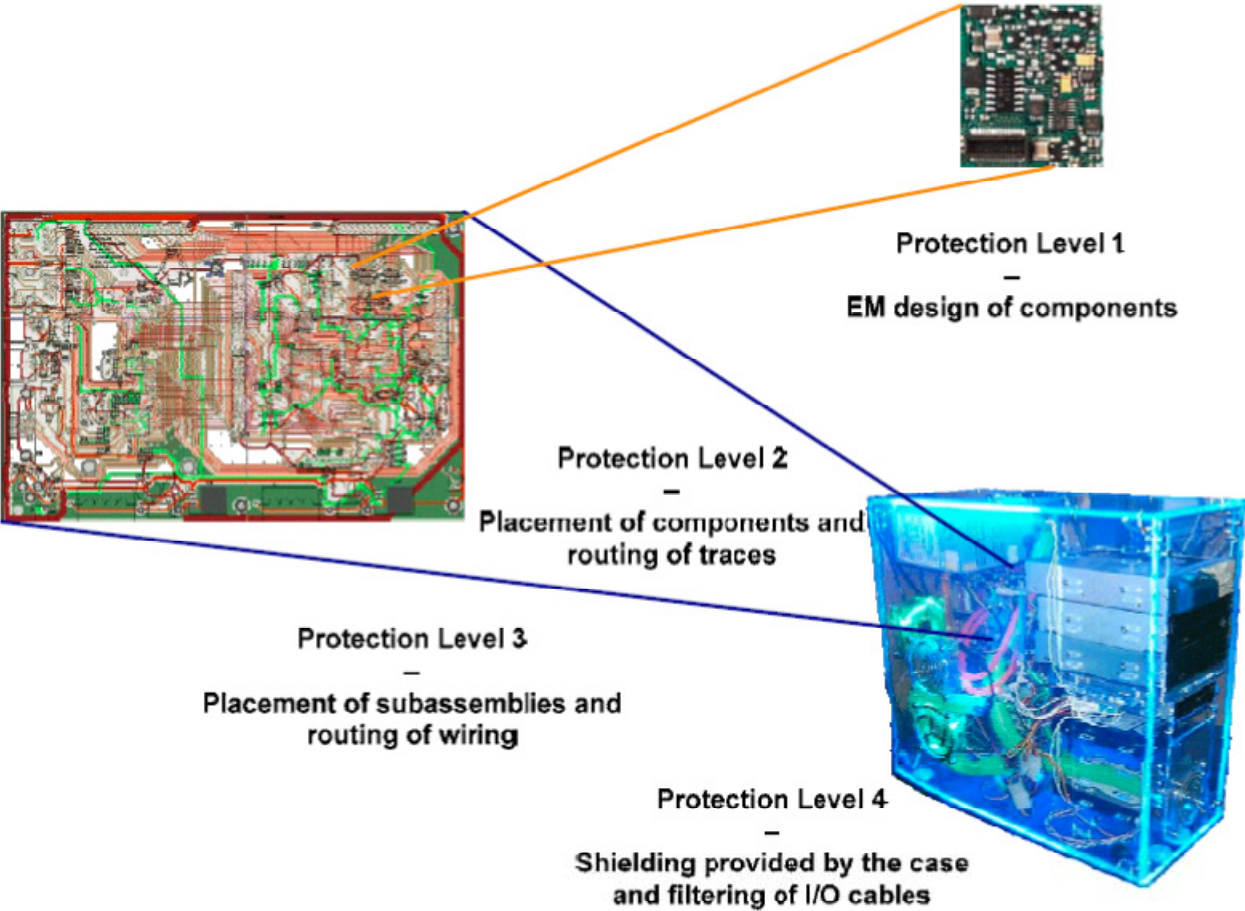 Protection Level 1
–
EM design of components
Protection Level 2
–
Placement of components and
routing of traces
Protection Level 3
–
Placement of subassemblies and
routing of wiring
Protection Level 4
–
Shielding provided by the case
and filtering of I/O cables